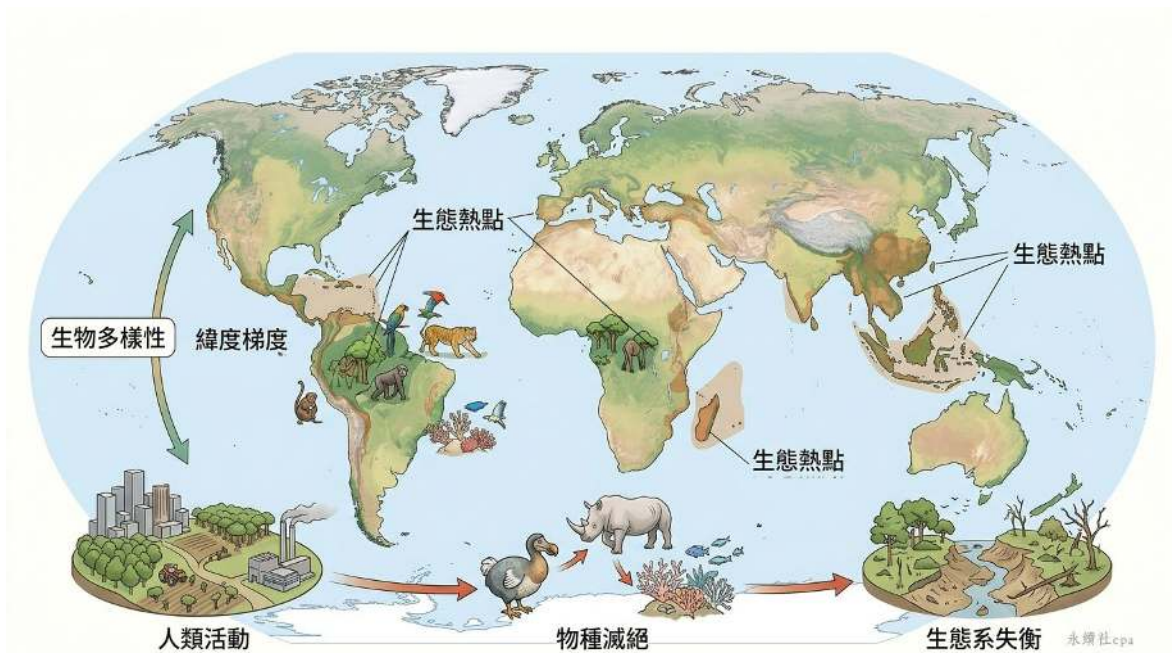 生態熱點
生態熱點
生物多樣性
緯度梯度
生態熱點
人類活動
物種滅絕
生態系失衡
永續社cpa